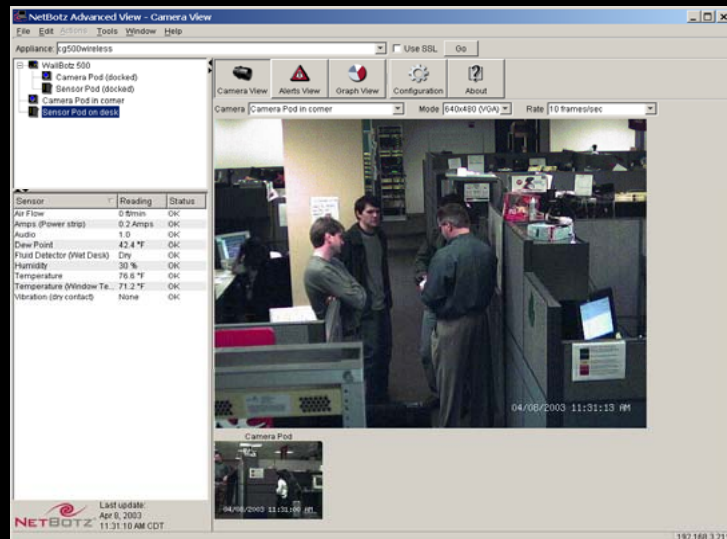 NetBotz Advanced View - Camera View
File Edit Actions Tools Window Help
Appliance: cg500wireless
Use SSL
Go
WallBotz 500
Camera Pod (docked)
Sensor Pod (docked)
Camera Pod in corner
Sensor Pod on desk
Camera View
Alerts View
Graph View
Configuration
About
Camera Camera Pod in corner Mode 640x480 (VGA) Rate 10 frames/sec
Sensor Reading Status
Air Flow 0 ft/min OK
Amps (Power strip) 0.2 Amps OK
Audio 1.0 OK
Dew Point 42.4 °F OK
Fluid Detector (Wet Desk) Dry OK
Humidity 30 % OK
Temperature 76.6 °F OK
Temperature (Window Te... 71.2 °F OK
Vibration (dry contact) None OK
04/08/2003 11:31:13 AM
Camera Pod
04/08/2003 11:31:00 AM
NETBOTZ
Last update:
Apr 8, 2003
11:31:10 AM CDT
192.168.3.21